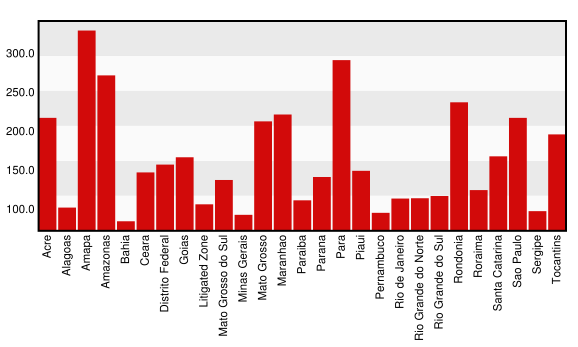 300.0
250.0
200.0
150.0
100.0
Acre
Alagoas
Amapa
Amazonas
Bahia
Ceara
Distrito Federal
Goias
Litigated Zone
Mato Grosso do Sul
Minas Gerais
Mato Grosso
Maranhao
Paraiba
Parana
Para
Piaui
Pernambuco
Rio de Janeiro
Rio Grande do Norte
Rio Grande do Sul
Rondonia
Roraima
Santa Catarina
Sao Paulo
Sergipe
Tocantins